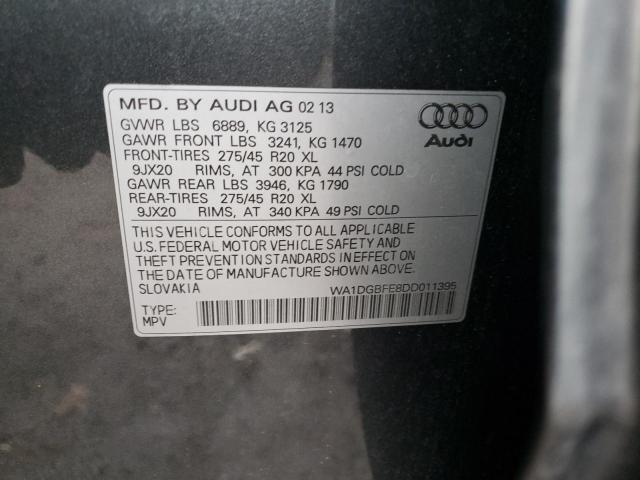 MFD. BY AUDI AG 02 13
GVWR LBS 6889, KG 3125
GAWR FRONT LBS 3241, KG 1470
FRONT-TIRES 275/45 R20 XL
9JX20 RIMS, AT 300 KPA 44 PSI COLD
GAWR REAR LBS 3946, KG 1790
REAR-TIRES 275/45 R20 XL
9JX20 RIMS, AT 340 KPA 49 PSI COLD
Audi
THIS VEHICLE CONFORMS TO ALL APPLICABLE
U.S. FEDERAL MOTOR VEHICLE SAFETY AND
THEFT PREVENTION STANDARDS IN EFFECT ON
THE DATE OF MANUFACTURE SHOWN ABOVE.
SLOVAKIA WA1DGBFE8DD011395
TYPE:
MPV